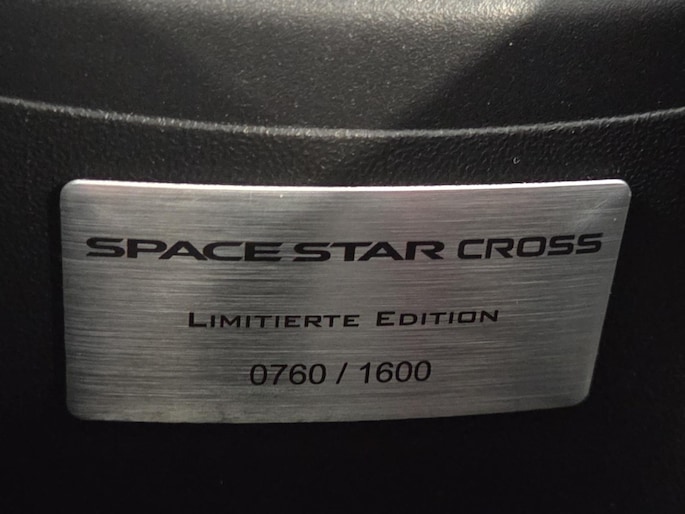 SPACE STAR CROSS
LIMITIERTE EDITION
0760 / 1600